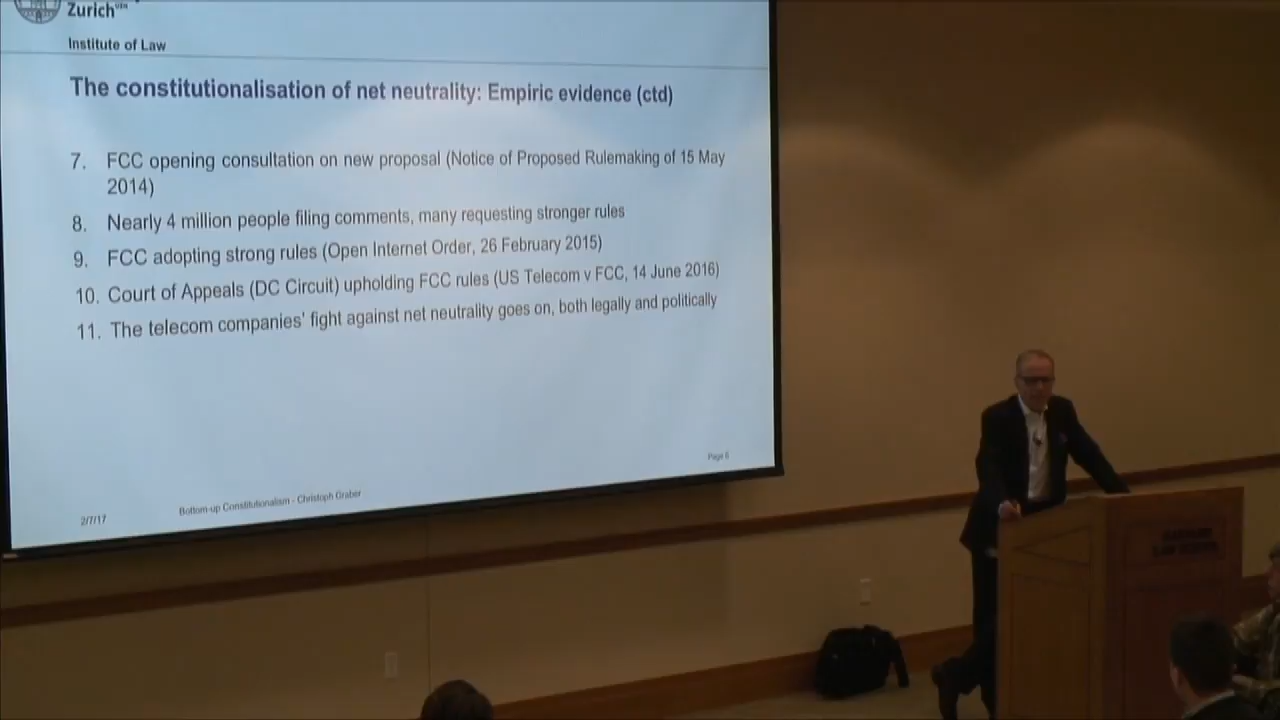 Zurich UZH
Institute of Law
The constitutionalisation of net neutrality: Empiric evidence (ctd)
7. FCC opening consultation on new proposal (Notice of Proposed Rulemaking of 15 May
2014)
8. Nearly 4 million people filing comments, many requesting stronger rules
9. FCC adopting strong rules (Open Internet Order, 26 February 2015)
10. Court of Appeals (DC Circuit) upholding FCC rules (US Telecom v FCC, 14 June 2016)
11. The telecom companies' fight against net neutrality goes on, both legally and politically
Page 6
2/7/17
Bottom-up Constitutionalism - Christoph Graber